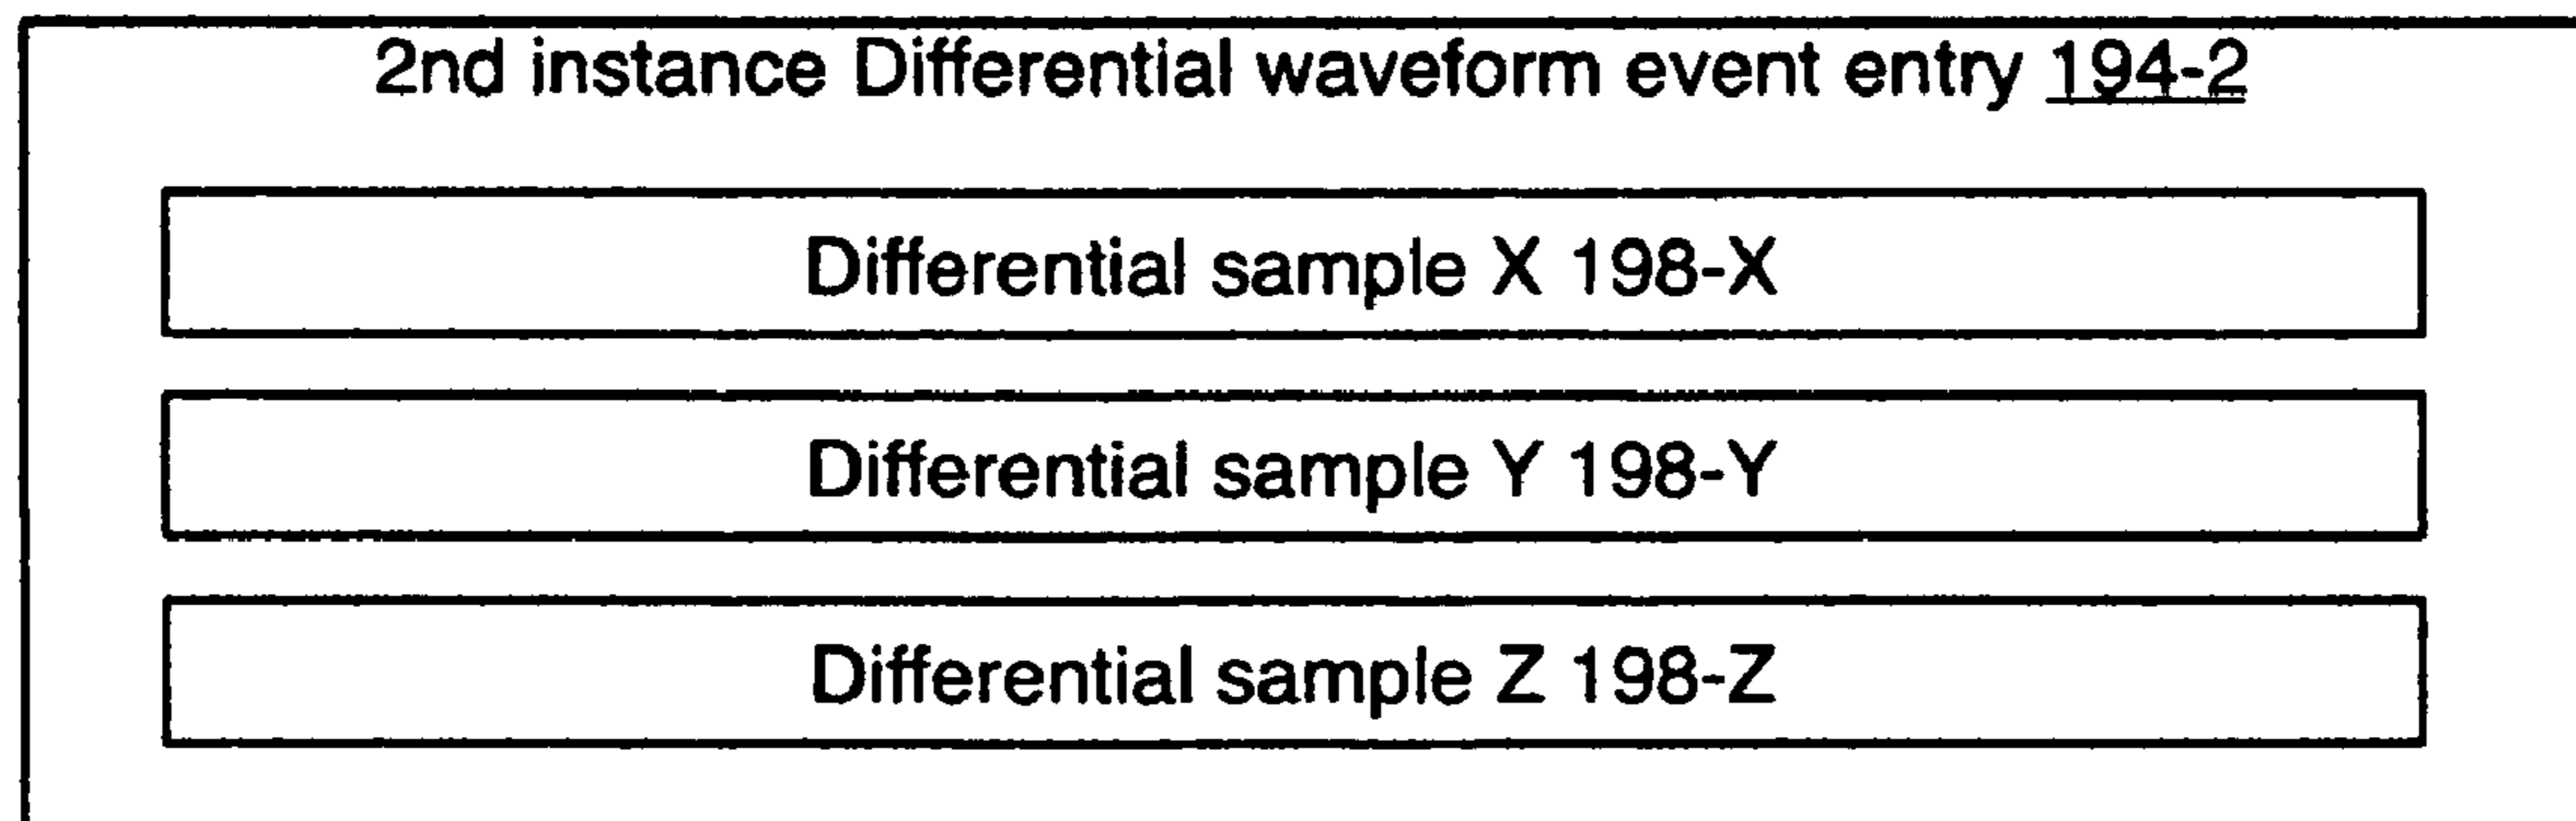 2nd instance Differential waveform event entry 194-2
Differential sample X 198-X
Differential sample Y 198-Y
Differential sample Z 198-Z